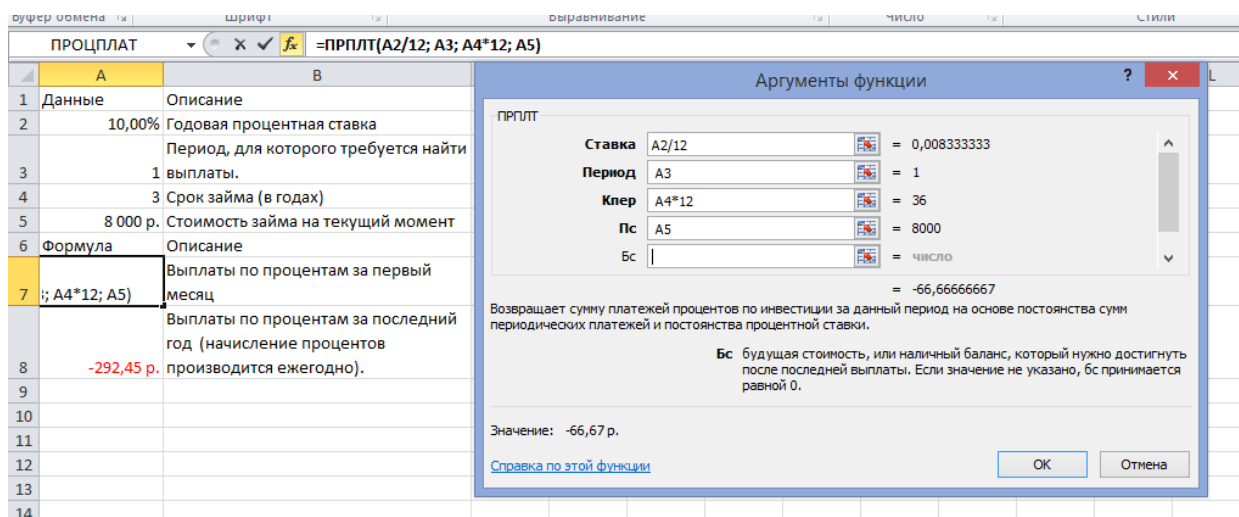 Буфер обмена Шрифт Выравнивание Число Стили
ПРОЦПЛАТ fx =ПРПЛТ(A2/12; A3; A4*12; A5)
A B L
1 Данные Описание
2 10,00% Годовая процентная ставка
Период, для которого требуется найти
3 1 выплаты.
4 3 Срок займа (в годах)
5 8 000 р. Стоимость займа на текущий момент
6 Формула Описание
Выплаты по процентам за первый
7 ; A4*12; A5) месяц
Выплаты по процентам за последний
год (начисление процентов
8 -292,45 р. производится ежегодно).
9
10
11
12
13
14
Аргументы функции ? ×
ПРПЛТ
Ставка A2/12 = 0,008333333
Период A3 = 1
Кпер A4*12 = 36
Пс A5 = 8000
Бс = число
= -66,66666667
Возвращает сумму платежей процентов по инвестиции за данный период на основе постоянства сумм
периодических платежей и постоянства процентной ставки.
Бс будущая стоимость, или наличный баланс, который нужно достигнуть
после последней выплаты. Если значение не указано, бс принимается
равной 0.
Значение: -66,67 р.
Справка по этой функции
ОК Отмена